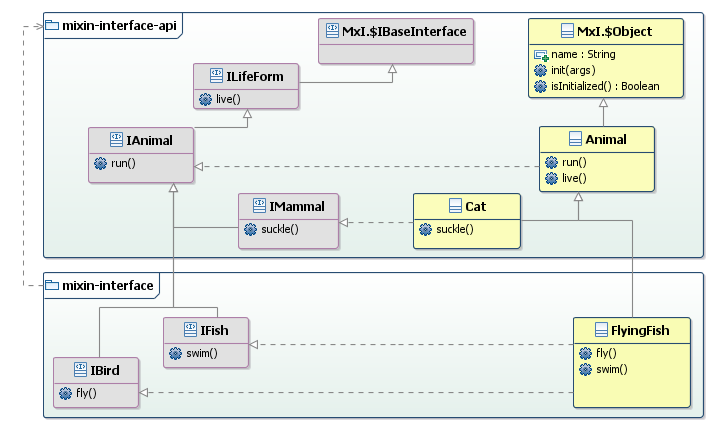 mixin-interface-api
MxI.$IBaseInterface
MxI.$Object
name : String
init(args)
isInitialized() : Boolean
ILifeForm
live()
IAnimal
run()
Animal
run()
live()
IMammal
suckle()
Cat
suckle()
mixin-interface
IFish
swim()
FlyingFish
fly()
swim()
IBird
fly()